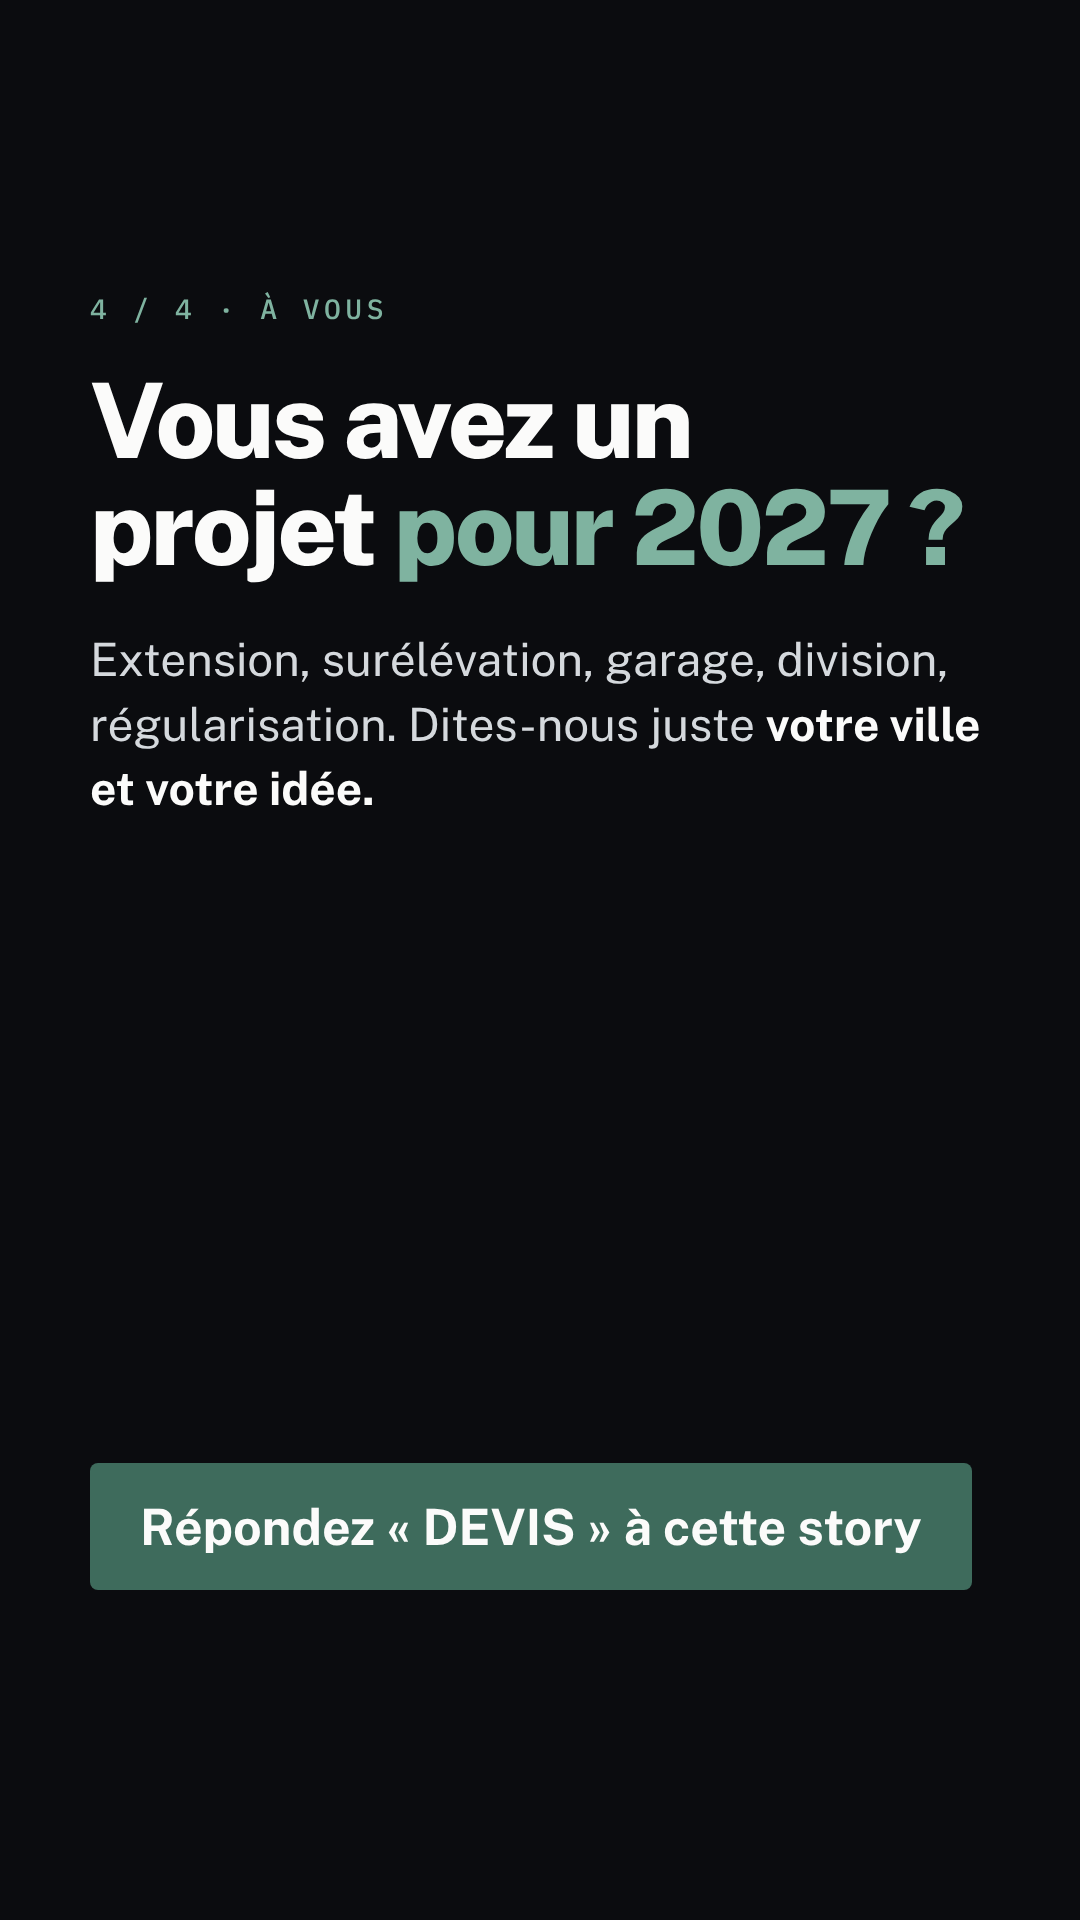 4 / 4 · À VOUS
Vous avez un
projet pour 2027 ?
Extension, surélévation, garage, division,
régularisation. Dites-nous juste votre ville
et votre idée.
Répondez « DEVIS » à cette story